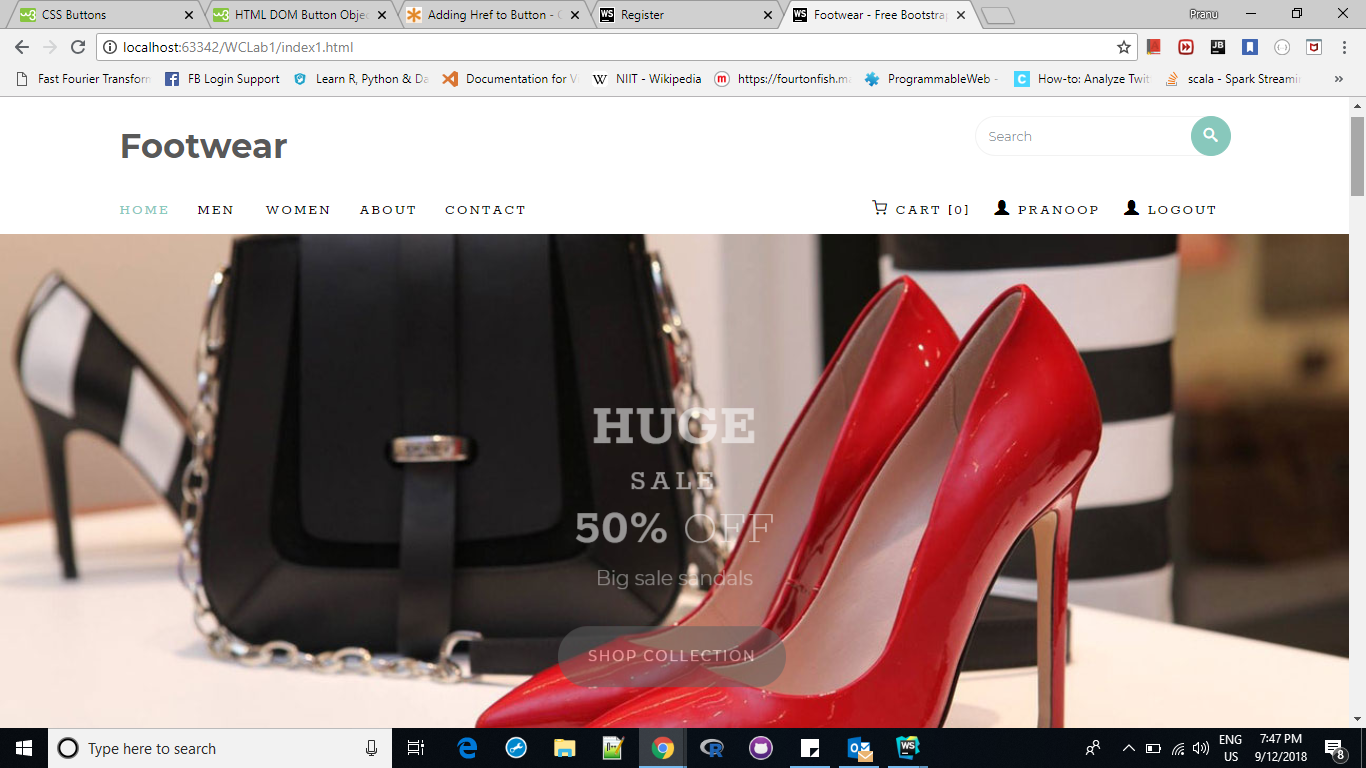 CSS Buttons
HTML DOM Button Objec
Adding Href to Button - 
Register
Footwear - Free Bootstrap
Pranu
localhost:63342/WCLab1/index1.html
Fast Fourier Transform
FB Login Support
Learn R, Python & Da
Documentation for V
NIIT - Wikipedia
https://fourtonfish.m
ProgrammableWeb -
How-to: Analyze Twit
scala - Spark Streami
»
Footwear
Search
HOME
MEN
WOMEN
ABOUT
CONTACT
CART [0]
PRANOOP
LOGOUT
HUGE
SALE
50% OFF
Big sale sandals
SHOP COLLECTION
Type here to search
ENG
US
7:47 PM
9/12/2018
8